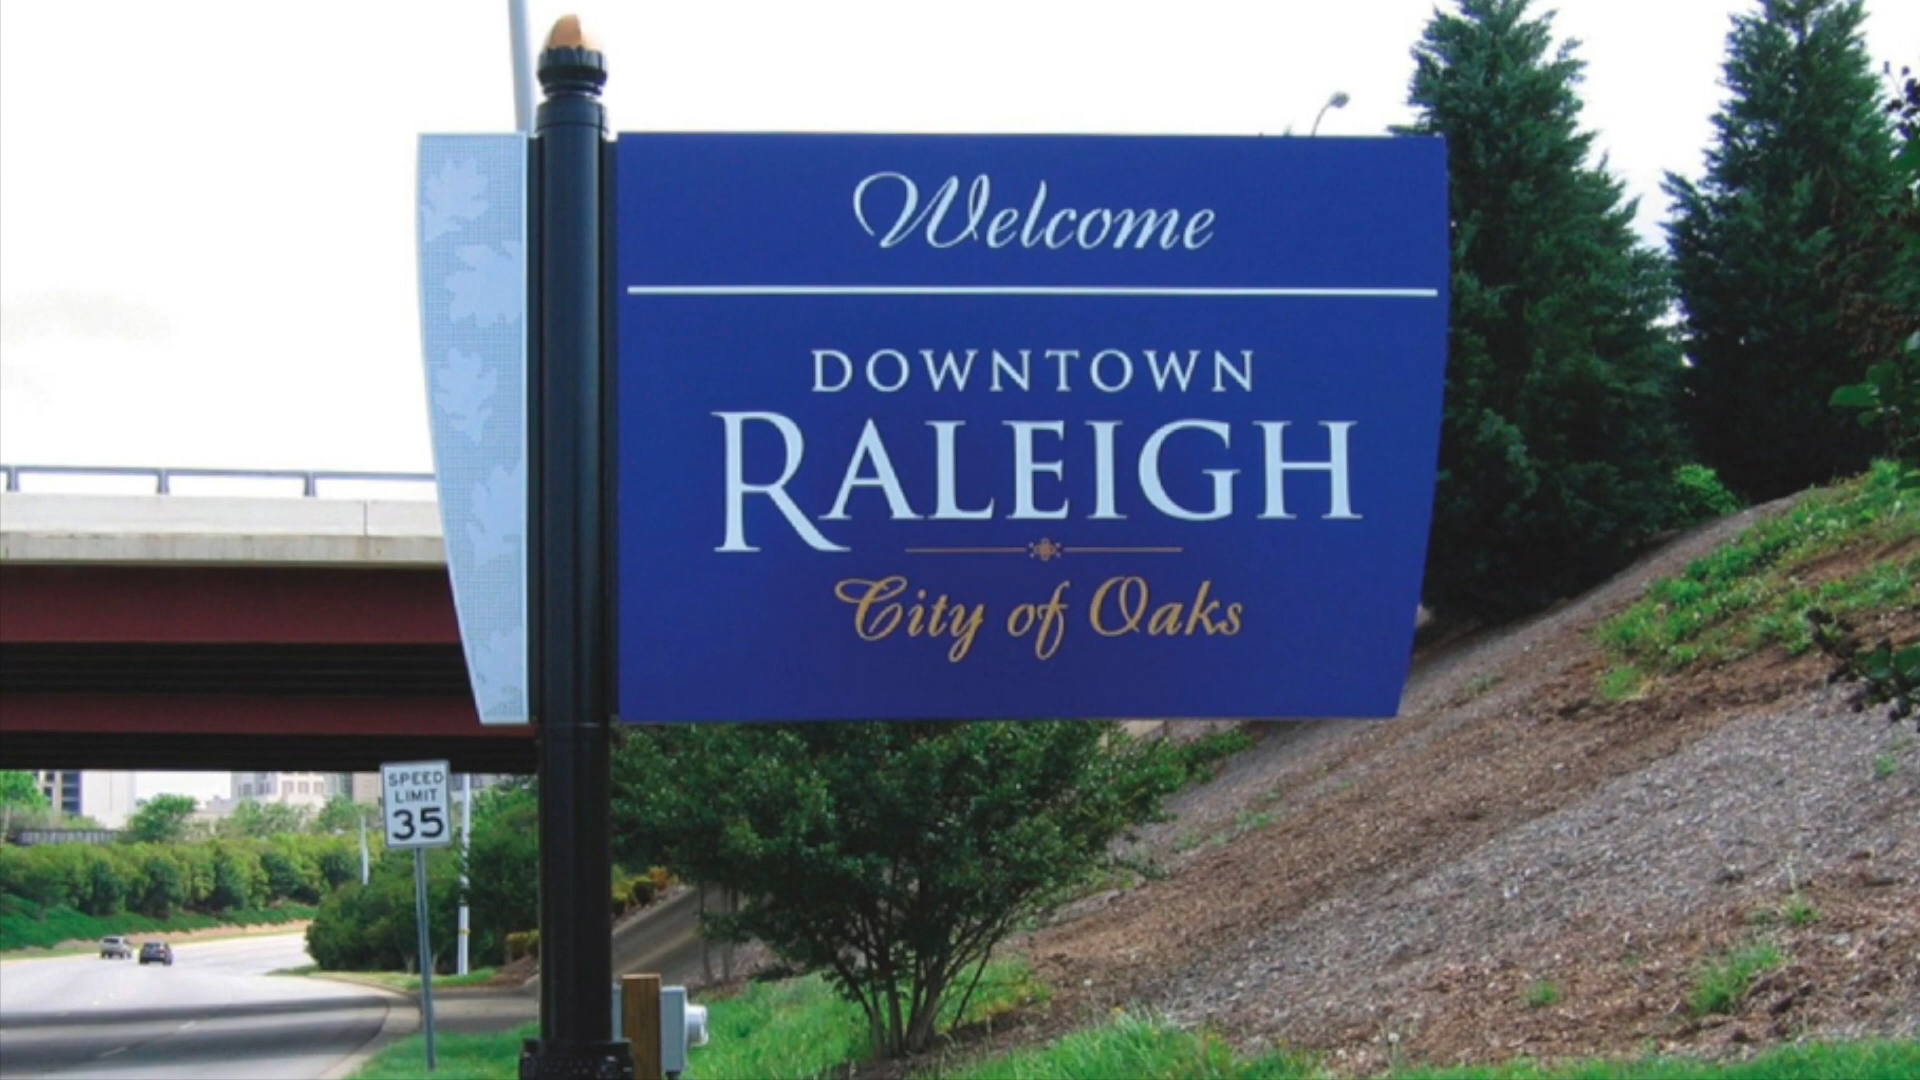 Welcome
DOWNTOWN
RALEIGH
City of Oaks
SPEED
LIMIT
35